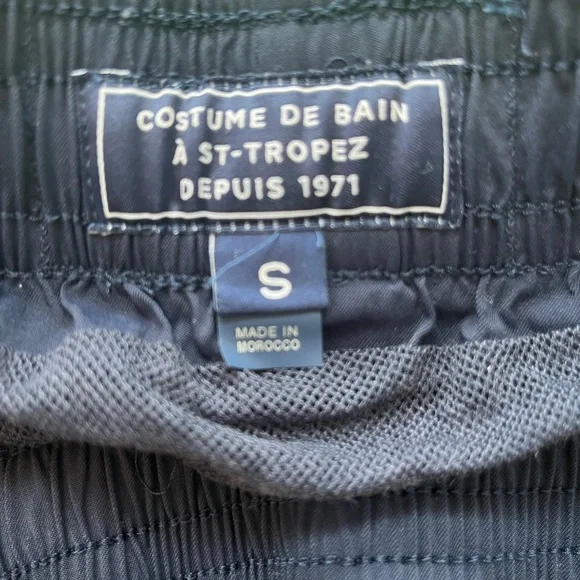 COSTUME DE BAIN
À ST-TROPEZ
DEPUIS 1971
S
MADE IN
MOROCCO